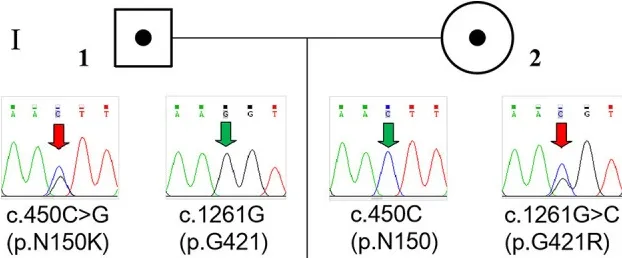 I
1
2
A A C T T
A A G G T
A A C T T
A A C G T
c.450C>G
(p.N150K)
c.1261G
(p.G421)
c.450C
(p.N150)
c.1261G>C
(p.G421R)